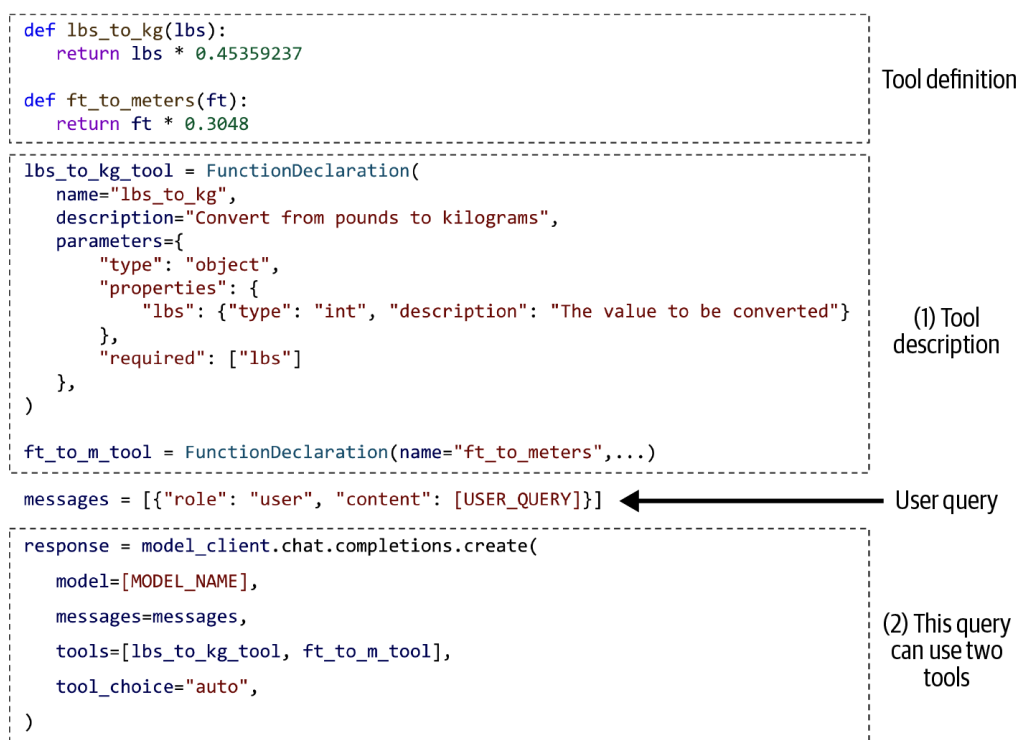 def lbs_to_kg(lbs):
    return lbs * 0.45359237
def ft_to_meters(ft):
    return ft * 0.3048
Tool definition
lbs_to_kg_tool = FunctionDeclaration(
    name="lbs_to_kg",
    description="Convert from pounds to kilograms",
    parameters={
        "type": "object",
        "properties": {
            "lbs": {"type": "int", "description": "The value to be converted"}
        },
        "required": ["lbs"]
    },
)
ft_to_m_tool = FunctionDeclaration(name="ft_to_meters",...)
(1) Tool
description
messages = [{"role": "user", "content": [USER_QUERY]}]
User query
response = model_client.chat.completions.create(
    model=[MODEL_NAME],
    messages=messages,
    tools=[lbs_to_kg_tool, ft_to_m_tool],
    tool_choice="auto",
)
(2) This query
can use two
tools